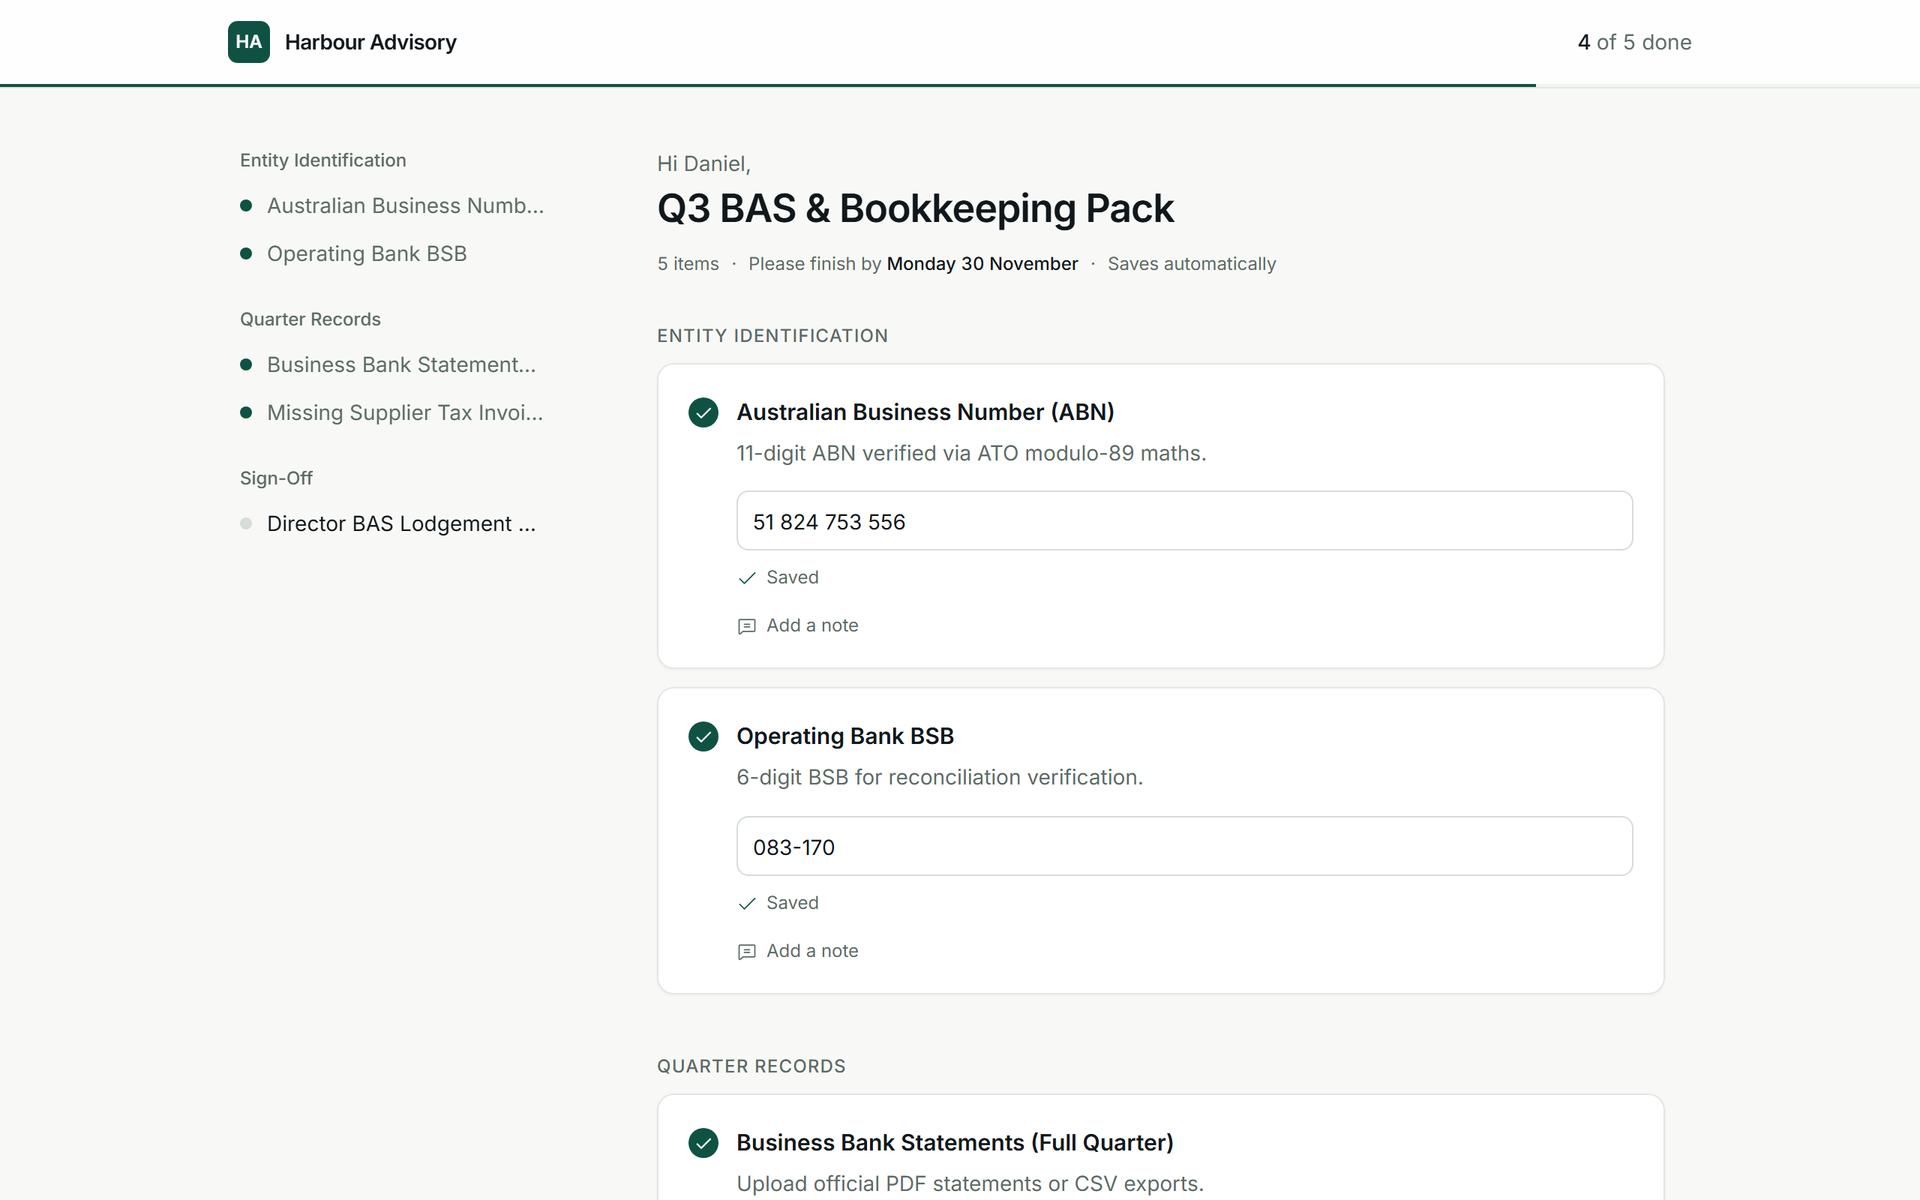 HA Harbour Advisory
4 of 5 done
Entity Identification
Australian Business Numb...
Operating Bank BSB
Quarter Records
Business Bank Statement...
Missing Supplier Tax Invoi...
Sign-Off
Director BAS Lodgement ...
Hi Daniel,
Q3 BAS & Bookkeeping Pack
5 items · Please finish by Monday 30 November · Saves automatically
ENTITY IDENTIFICATION
Australian Business Number (ABN)
11-digit ABN verified via ATO modulo-89 maths.
51 824 753 556
Saved
Add a note
Operating Bank BSB
6-digit BSB for reconciliation verification.
083-170
Saved
Add a note
QUARTER RECORDS
Business Bank Statements (Full Quarter)
Upload official PDF statements or CSV exports.